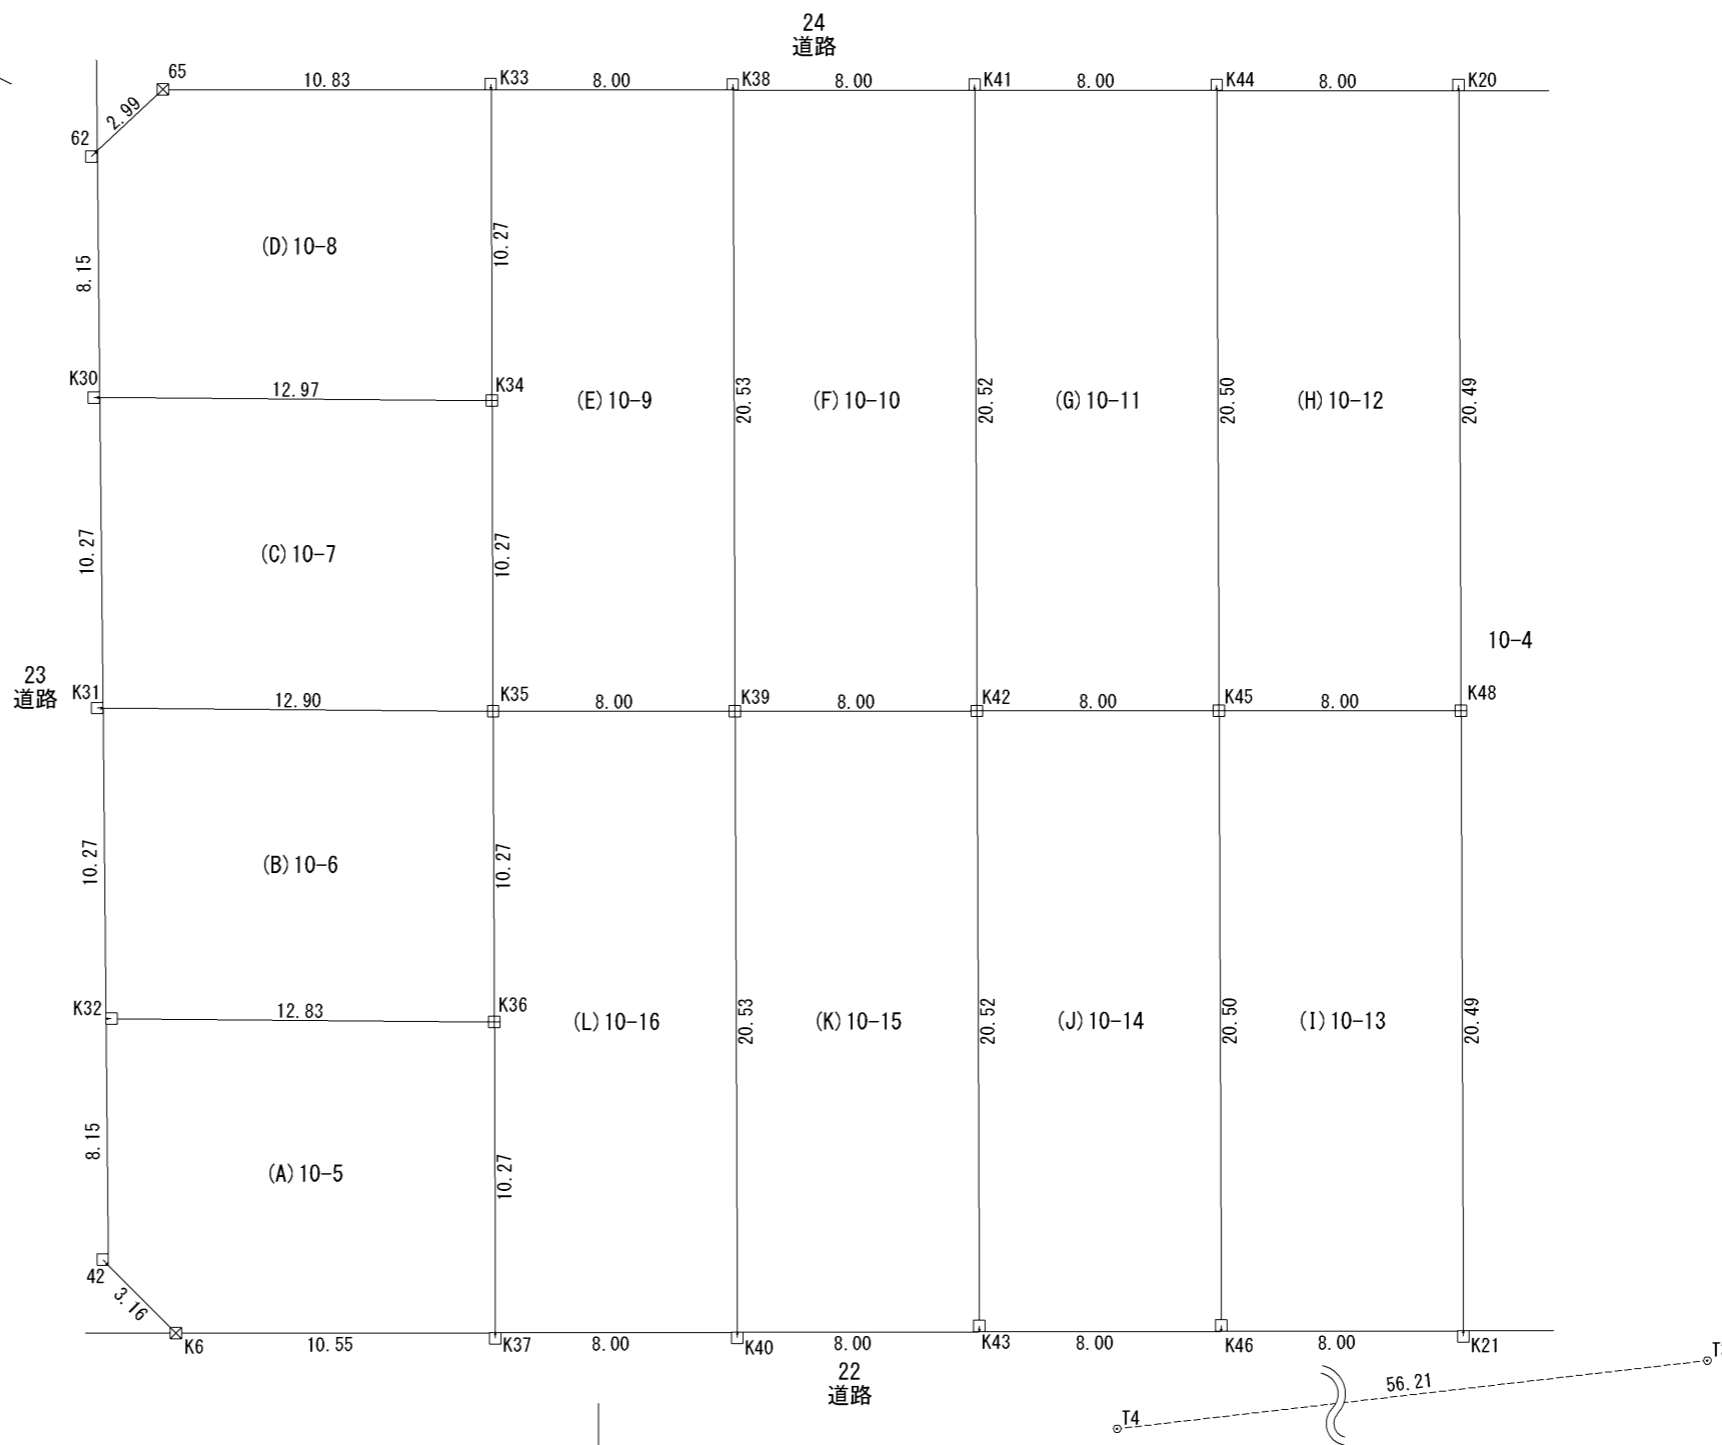 24
道路
65
10.83
K33
8.00
K38
8.00
K41
8.00
K44
8.00
K20
2.99
62
(D)10-8
10.27
8.15
K30
12.97
K34
(E)10-9
20.53
(F)10-10
20.52
(G)10-11
20.50
(H)10-12
20.49
10.27
(C)10-7
10.27
10-4
23
道路
K31
12.90
K35
8.00
K39
8.00
K42
8.00
K45
8.00
K48
10.27
(B)10-6
10.27
K32
12.83
K36
(L)10-16
20.53
(K)10-15
20.52
(J)10-14
20.50
(I)10-13
20.49
8.15
(A)10-5
10.27
42
3.16
K6
10.55
K37
8.00
K40
8.00
K43
8.00
K46
8.00
K21
22
道路
T4
56.21